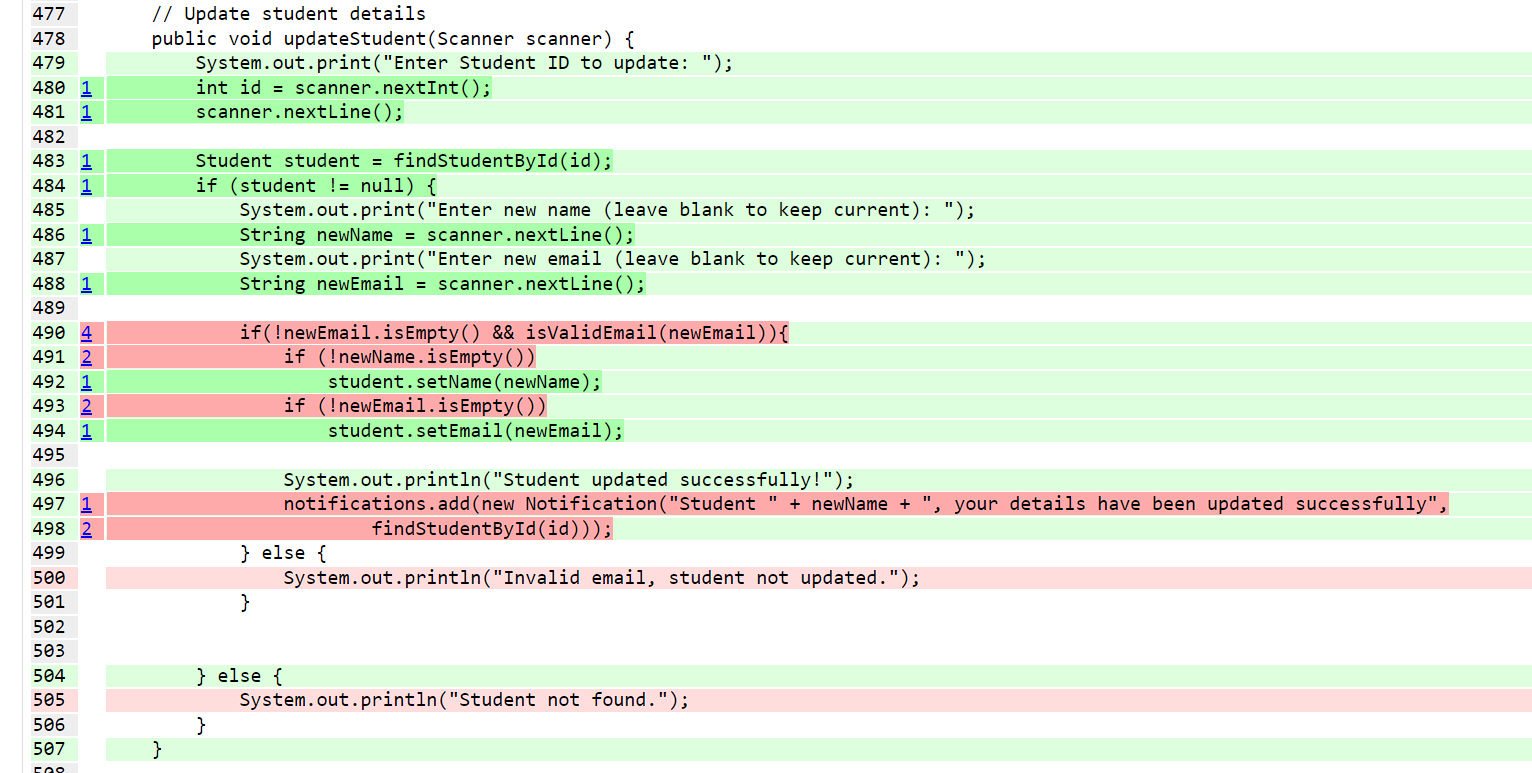 477 // Update student details
478 public void updateStudent(Scanner scanner) {
479 System.out.print("Enter Student ID to update: ");
480 1 int id = scanner.nextInt();
481 1 scanner.nextLine();
482
483 1 Student student = findStudentById(id);
484 1 if (student != null) {
485 System.out.print("Enter new name (leave blank to keep current): ");
486 1 String newName = scanner.nextLine();
487 System.out.print("Enter new email (leave blank to keep current): ");
488 1 String newEmail = scanner.nextLine();
489
490 4 if(!newEmail.isEmpty() && isValidEmail(newEmail)){
491 2 if (!newName.isEmpty())
492 1 student.setName(newName);
493 2 if (!newEmail.isEmpty())
494 1 student.setEmail(newEmail);
495
496 System.out.println("Student updated successfully!");
497 1 notifications.add(new Notification("Student " + newName + ", your details have been updated successfully",
498 2 findStudentById(id)));
499 } else {
500 System.out.println("Invalid email, student not updated.");
501 }
502
503
504 } else {
505 System.out.println("Student not found.");
506 }
507 }
508